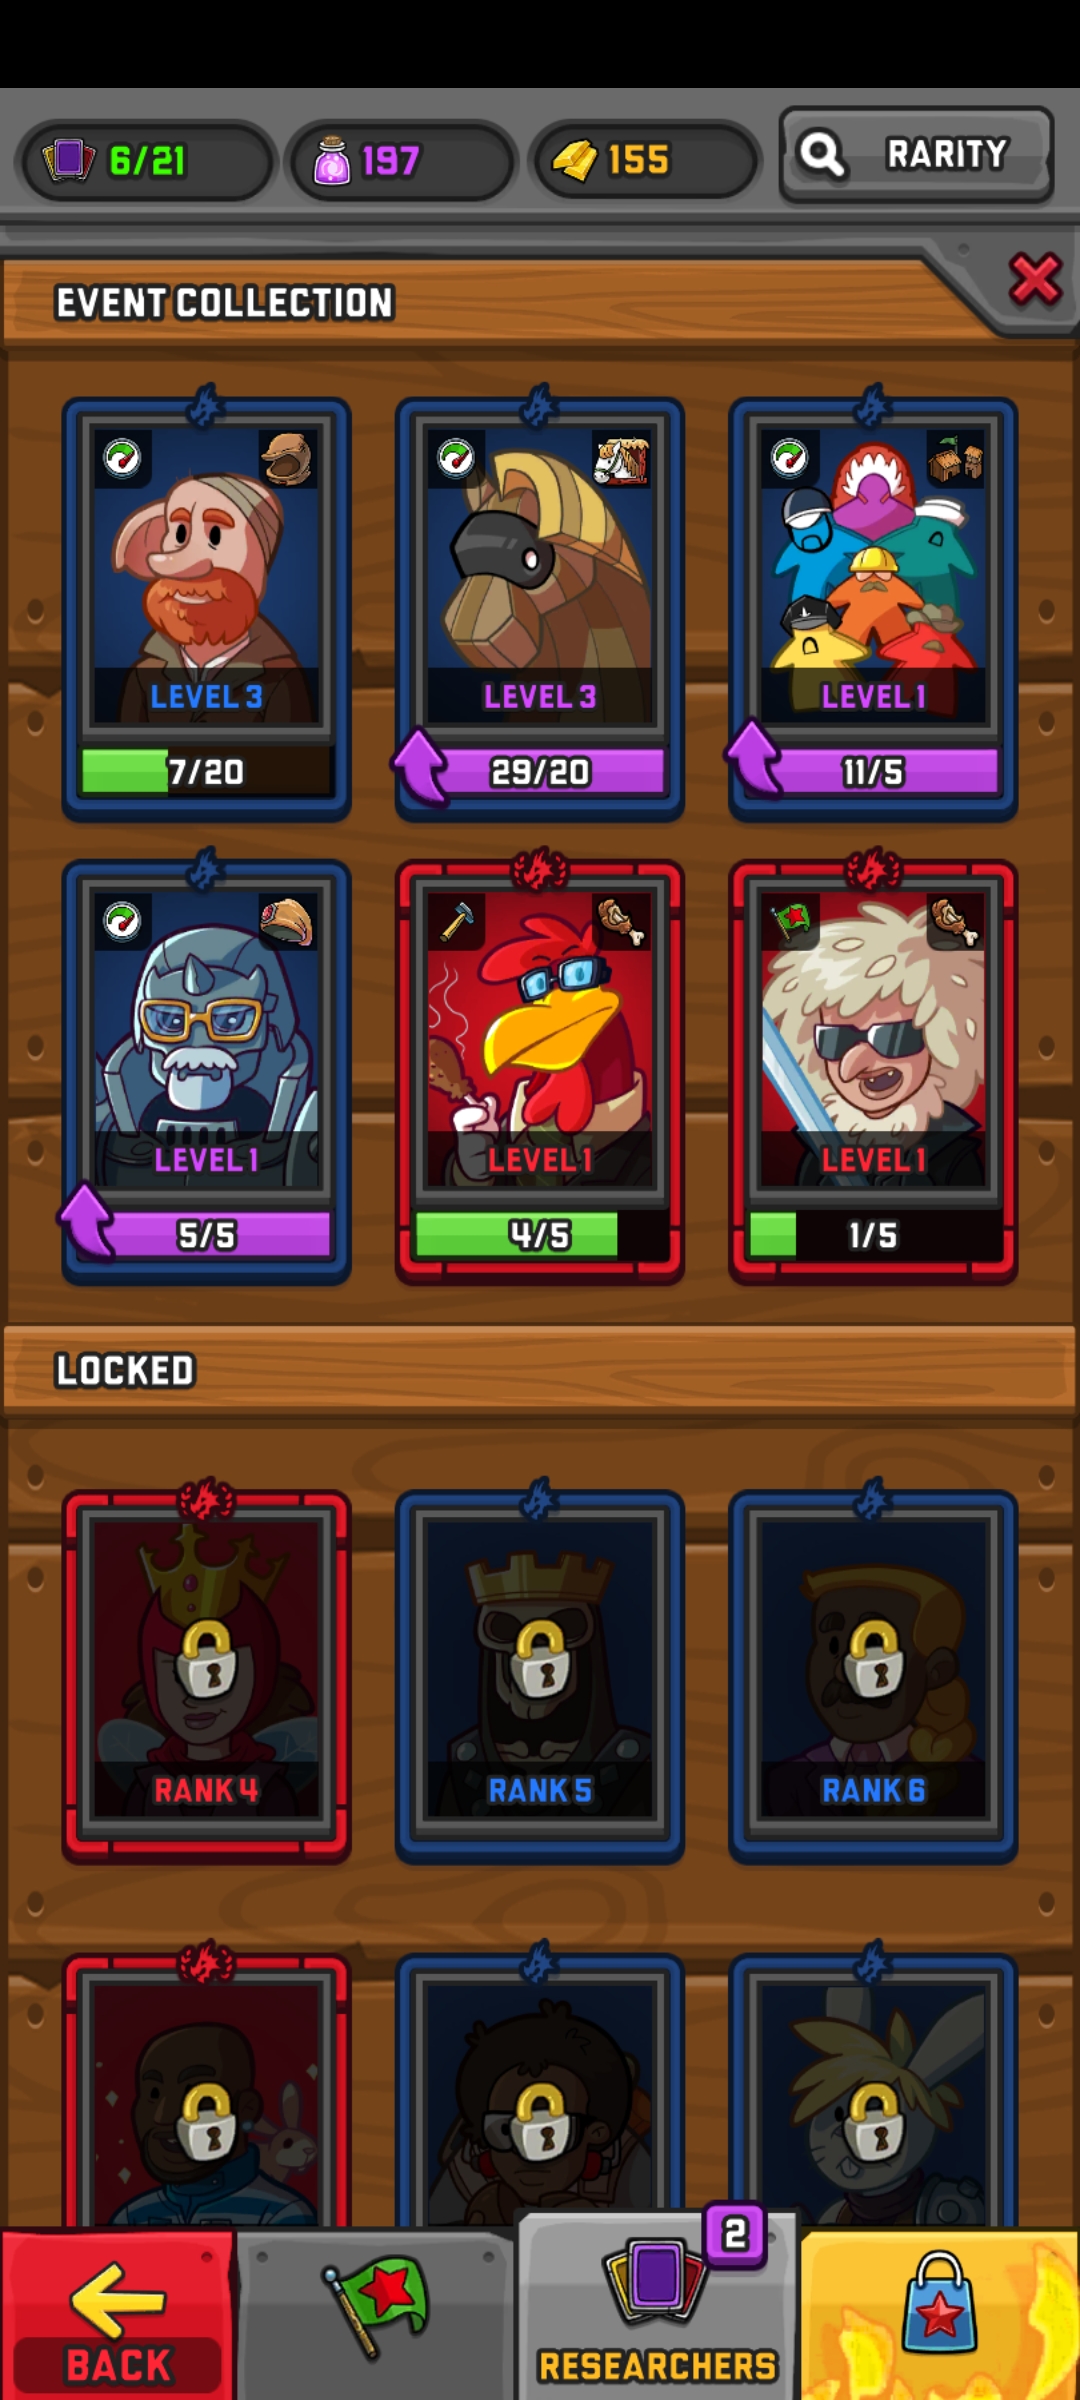 6/21 197 155 RARITY
EVENT COLLECTION
LEVEL 3 LEVEL 3 LEVEL 1
7/20 29/20 11/5
LEVEL 1 LEVEL 1 LEVEL 1
5/5 4/5 1/5
LOCKED
RANK 4 RANK 5 RANK 6
2
BACK RESEARCHERS